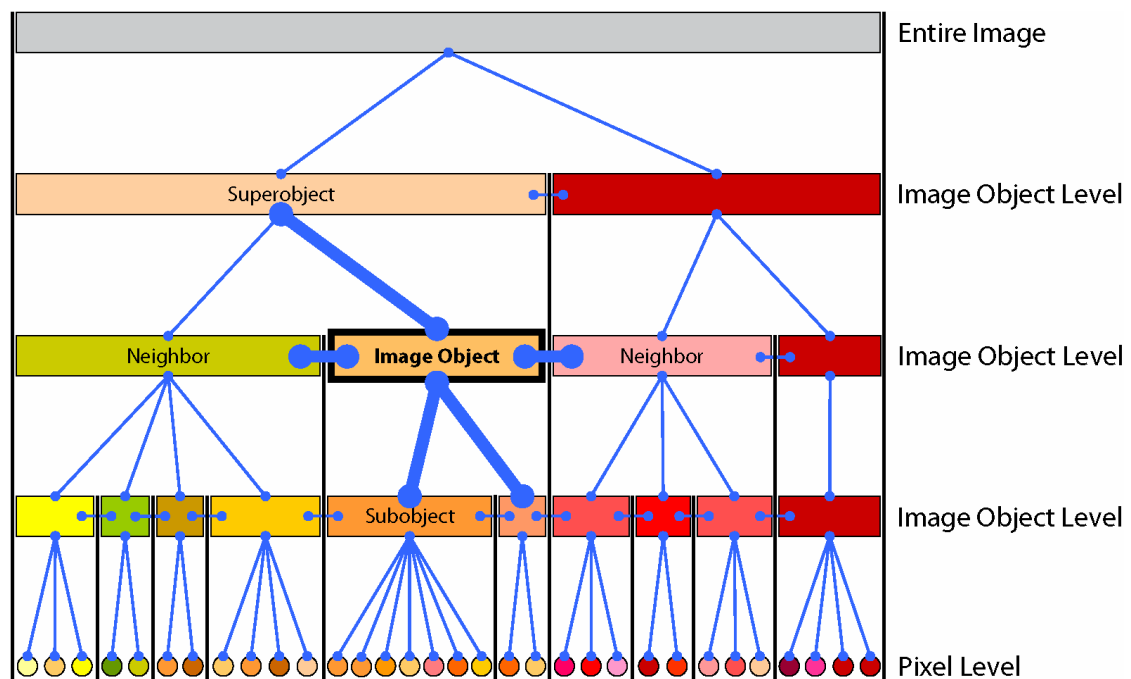 Entire Image
Superobject
Image Object Level
Neighbor
Image Object
Neighbor
Image Object Level
Subobject
Image Object Level
Pixel Level